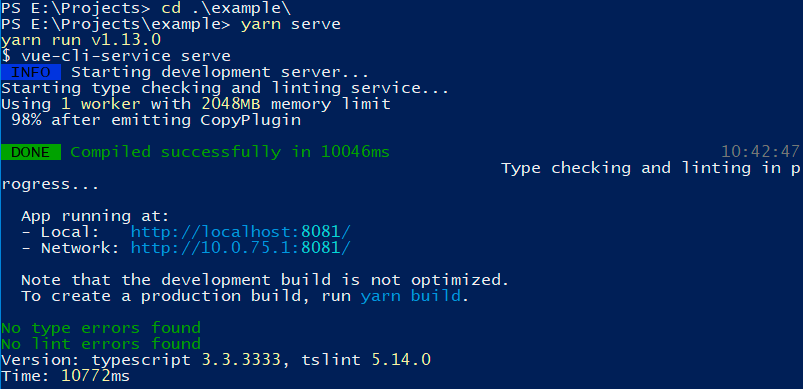 PS E:\Projects> cd .\example\
PS E:\Projects\example> yarn serve
yarn run v1.13.0
$ vue-cli-service serve
INFO  Starting development server...
Starting type checking and linting service...
Using 1 worker with 2048MB memory limit
98% after emitting CopyPlugin
DONE  Compiled successfully in 10046ms 10:42:47
Type checking and linting in p
rogress...
App running at:
- Local:   http://localhost:8081/
- Network: http://10.0.75.1:8081/
Note that the development build is not optimized.
To create a production build, run yarn build.
No type errors found
No lint errors found
Version: typescript 3.3.3333, tslint 5.14.0
Time: 10772ms